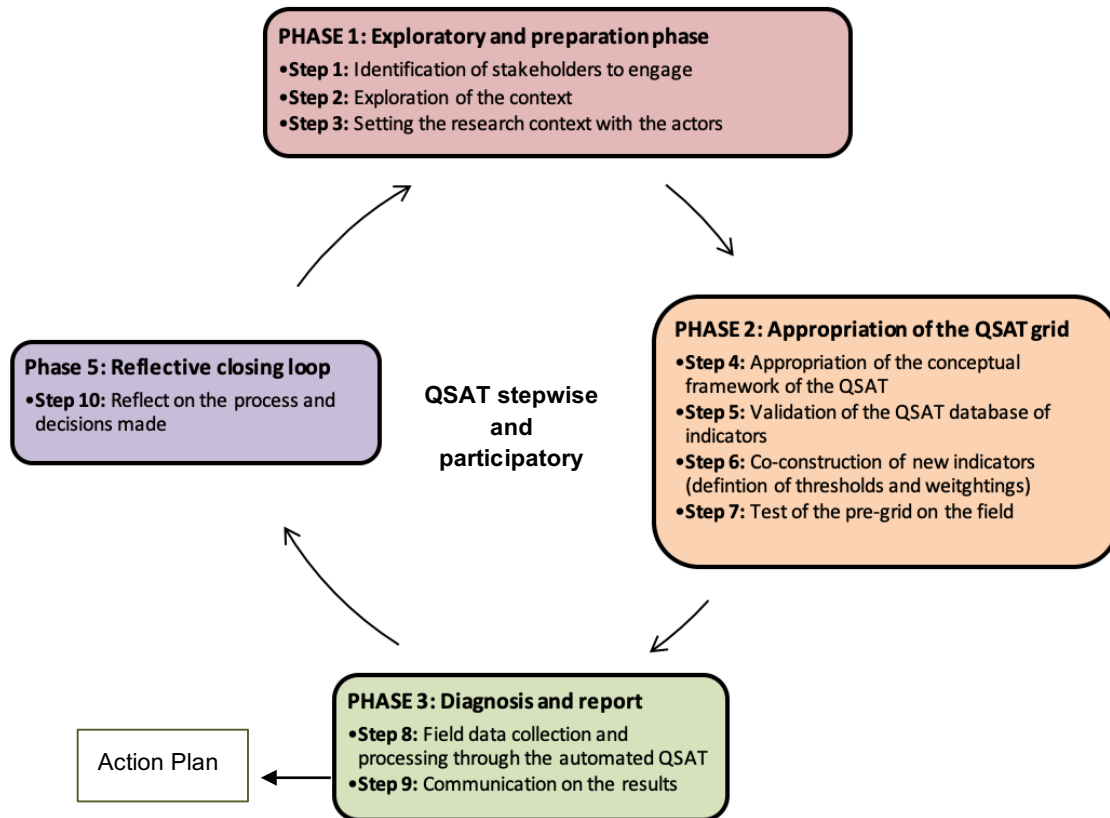 PHASE 1: Exploratory and preparation phase
•Step 1: Identification of stakeholders to engage
•Step 2: Exploration of the context
•Step 3: Setting the research context with the actors
PHASE 2: Appropriation of the QSAT grid
•Step 4: Appropriation of the conceptual
framework of the QSAT
•Step 5: Validation of the QSAT database of
indicators
•Step 6: Co-construction of new indicators
(defintion of thresholds and weitghtings)
•Step 7: Test of the pre-grid on the field
Phase 5: Reflective closing loop
•Step 10: Reflect on the process and
decisions made
QSAT stepwise
and
participatory
PHASE 3: Diagnosis and report
•Step 8: Field data collection and
processing through the automated QSAT
•Step 9: Communication on the results
Action Plan